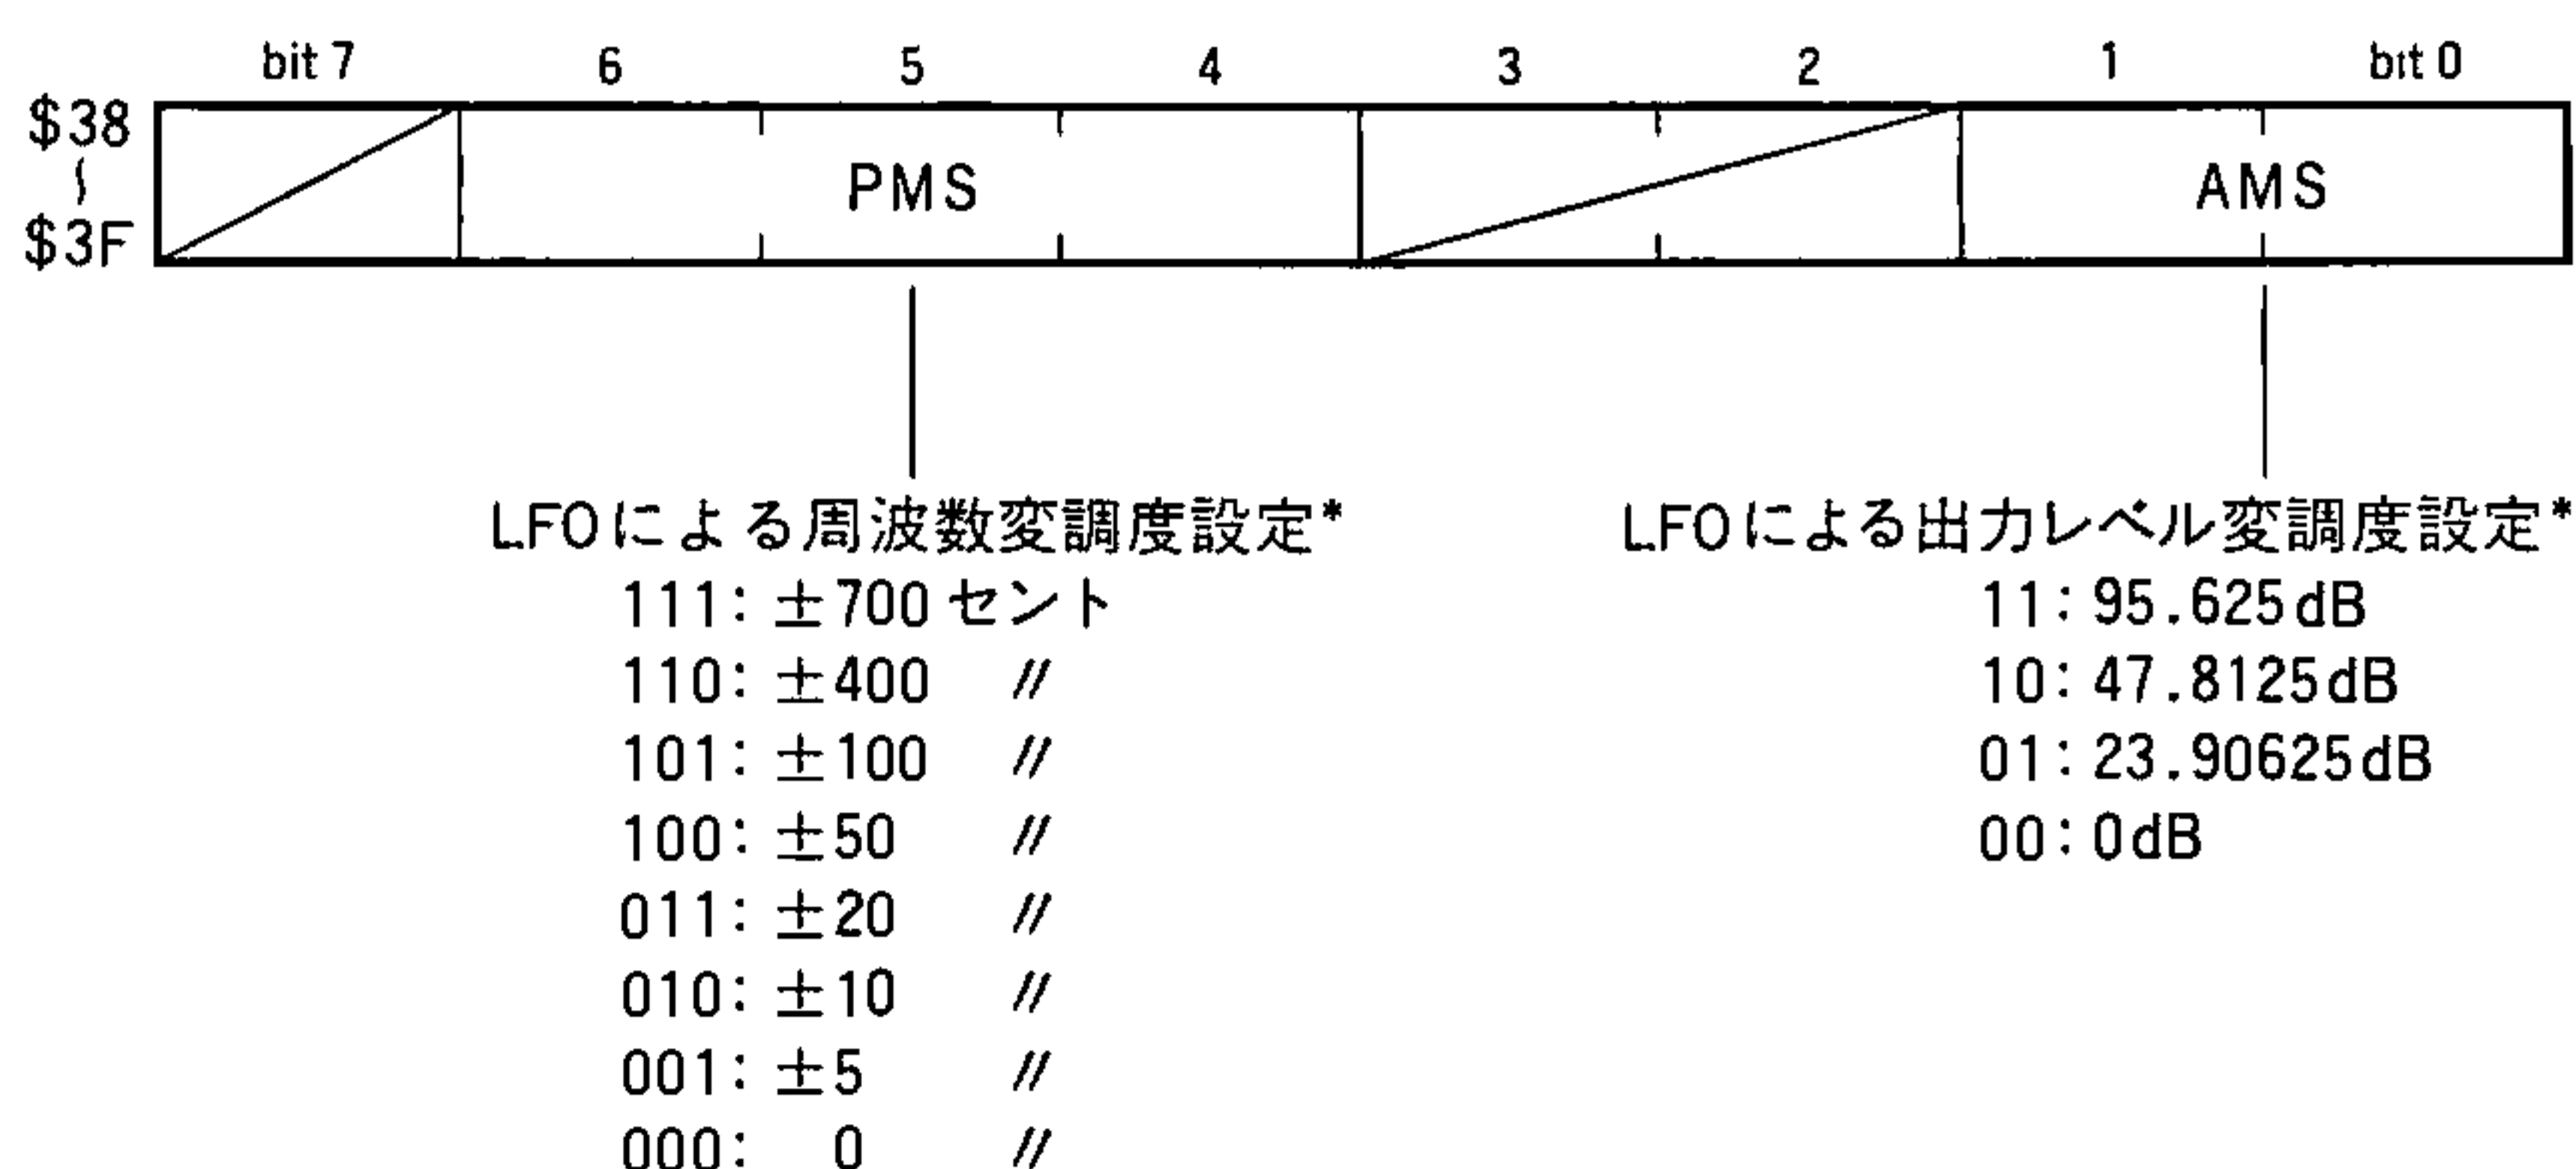 bit 7 6 5 4 3 2 1 bit 0
$38
〜
$3F
PMS AMS
LFOによる周波数変調度設定*
111: ±700 セント
110: ±400 〃
101: ±100 〃
100: ±50 〃
011: ±20 〃
010: ±10 〃
001: ±5 〃
000: 0 〃
LFOによる出力レベル変調度設定*
11: 95.625dB
10: 47.8125dB
01: 23.90625dB
00: 0dB